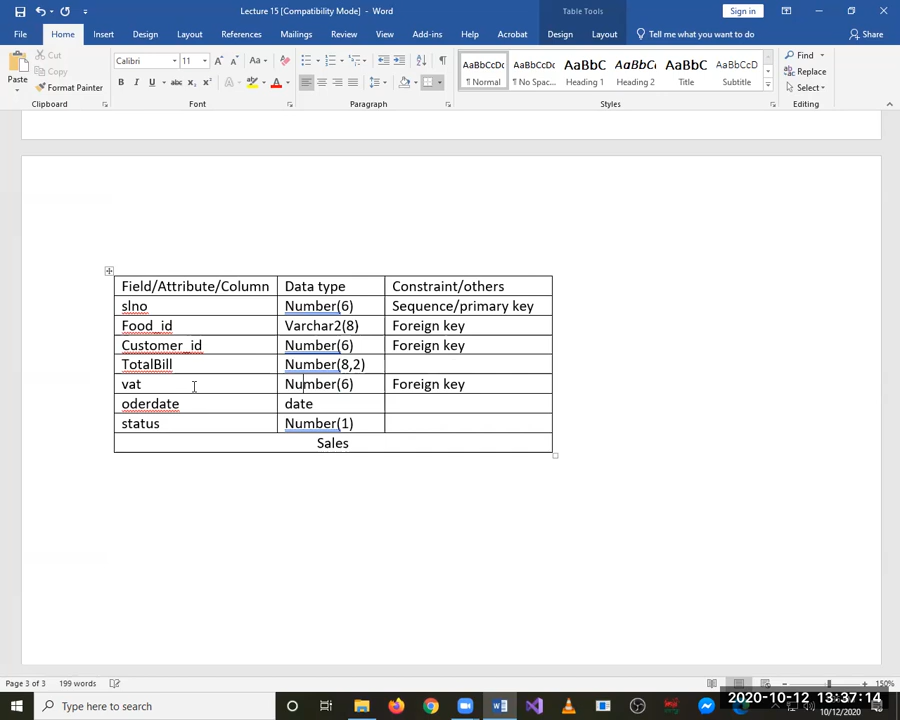 Lecture 15 [Compatibility Mode] - Word
Table Tools
Sign in
File Home Insert Design Layout References Mailings Review View Add-ins Help Acrobat Design Layout Tell me what you want to do Share
Paste
Cut
Copy
Format Painter
Calibri 11
AaBbCcDc AaBbCcDc AaBbC AaBbCc AaBbC AaBbCcD
¶ Normal ¶ No Spac... Heading 1 Heading 2 Title Subtitle
Find
Replace
Select
Clipboard Font Paragraph Styles Editing
Field/Attribute/Column Data type Constraint/others
slno Number(6) Sequence/primary key
Food_id Varchar2(8) Foreign key
Customer_id Number(6) Foreign key
TotalBill Number(8,2)
vat Number(6) Foreign key
oderdate date
status Number(1)
Sales
Page 3 of 3 199 words 150%
Type here to search
2020-10-12 13:37:14
10/12/2020